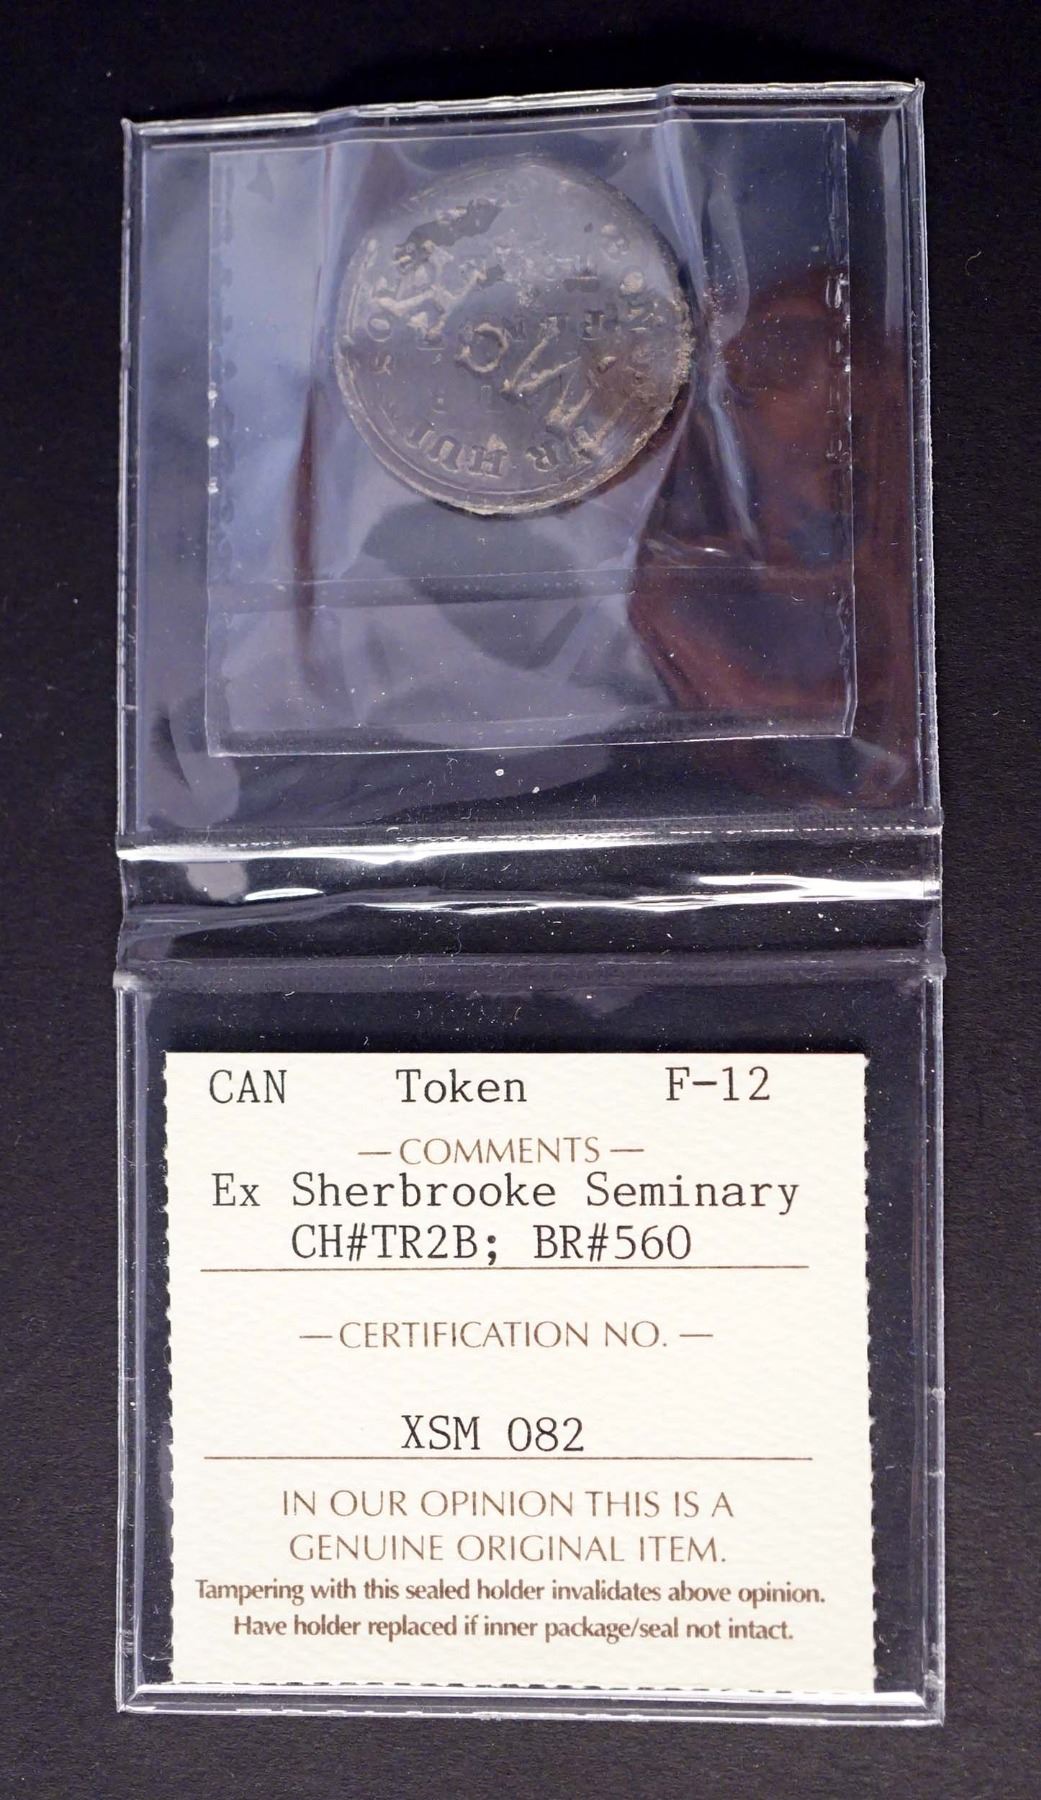 CAN Token F-12
—COMMENTS—
Ex Sherbrooke Seminary
CH#TR2B; BR#560
—CERTIFICATION NO.—
XSM 082
IN OUR OPINION THIS IS A
GENUINE ORIGINAL ITEM.
Tampering with this sealed holder invalidates above opinion.
Have holder replaced if inner package/seal not intact.